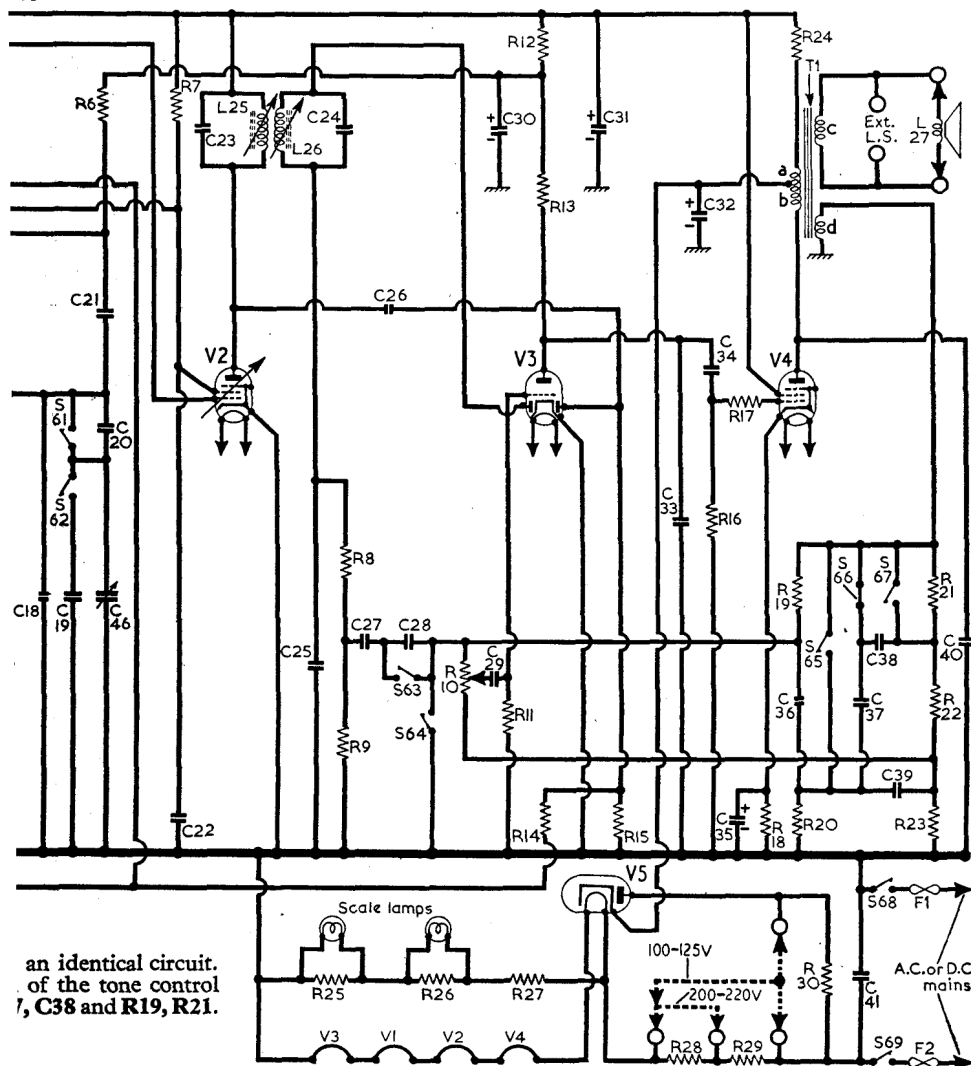 R12
R24
T1
R6
R7
L25
C23
C24
L26
C30
C31
c
Ext.
L.S.
L
27
a
b
d
R13
C32
C21
C26
V2
V3
C
34
V4
R17
S
61
C
20
S
62
C
33
R16
R8
C18
C
19
C
46
C25
C27
C28
S63
S64
R
10
C
29
R11
R9
R
19
S
66
S
67
R
21
S
65
C38
C
40
C
36
C
37
R
22
C39
C22
R14
R15
C
35
R
18
R20
R23
V5
S68
F1
Scale lamps
100-125V
200-220V
R
30
C
41
A.C. or D.C
mains
R25
R26
R27
V3
V1
V2
V4
R28
R29
S69
F2
an identical circuit.
of the tone control
, C38 and R19, R21.